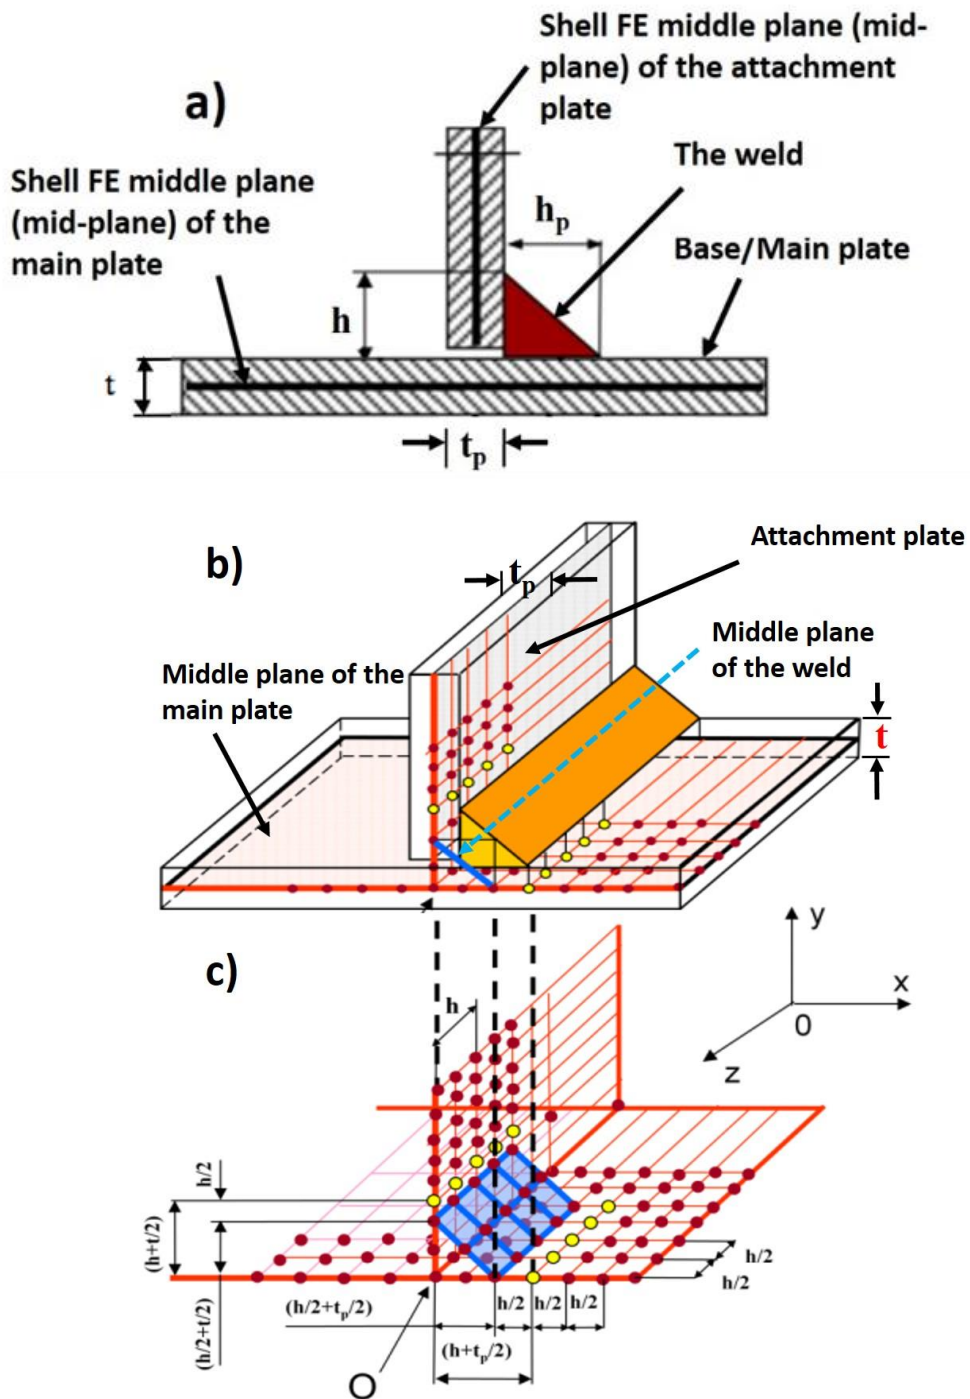 Shell FE middle plane (mid-
plane) of the attachment
plate
a)
The weld
Shell FE middle plane
(mid-plane) of the
main plate
hp
Base/Main plate
h
t
tp
b)
Attachment plate
tp
Middle plane
of the weld
Middle plane of the
main plate
t
c)
y
x
0
z
h
h/2
(h+t/2)
(h/2+t/2)
h/2
h/2
(h/2+tp/2)
h/2
h/2
h/2
(h+tp/2)
O